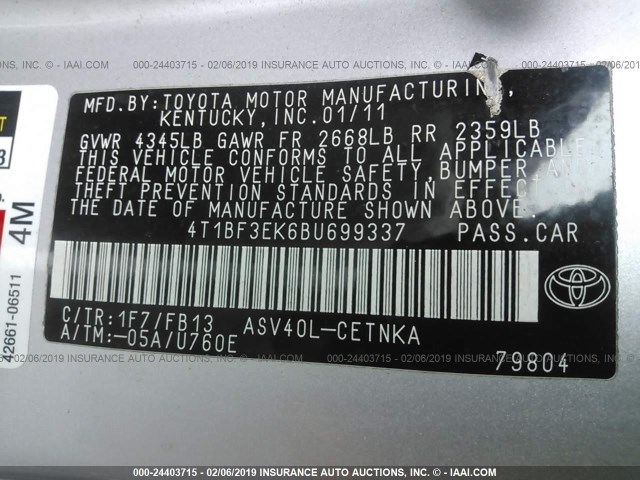 000-24403715 - 02/06/2019 INSURANCE AUTO AUCTIONS, INC. - © IAAI.COM
MFD.BY:TOYOTA MOTOR MANUFACTURING,
KENTUCKY,INC.01/11
GVWR 4345LB GAWR FR 2668LB RR 2359LB
THIS VEHICLE CONFORMS TO ALL APPLICABLE
FEDERAL MOTOR VEHICLE SAFETY,BUMPER,
THEFT PREVENTION STANDARDS IN EFFECT
THE DATE OF MANUFACTURE SHOWN ABOVE.
4T1BF3EK6BU699337 PASS.CAR
C/TR:1F7/FB13 ASV40L-CETNKA
A/TM:-05A/U760E
79804
4M
42661-06511
000-24403715 - 02/06/2019 INSURANCE AUTO AUCTIONS, INC. - © IAAI.COM